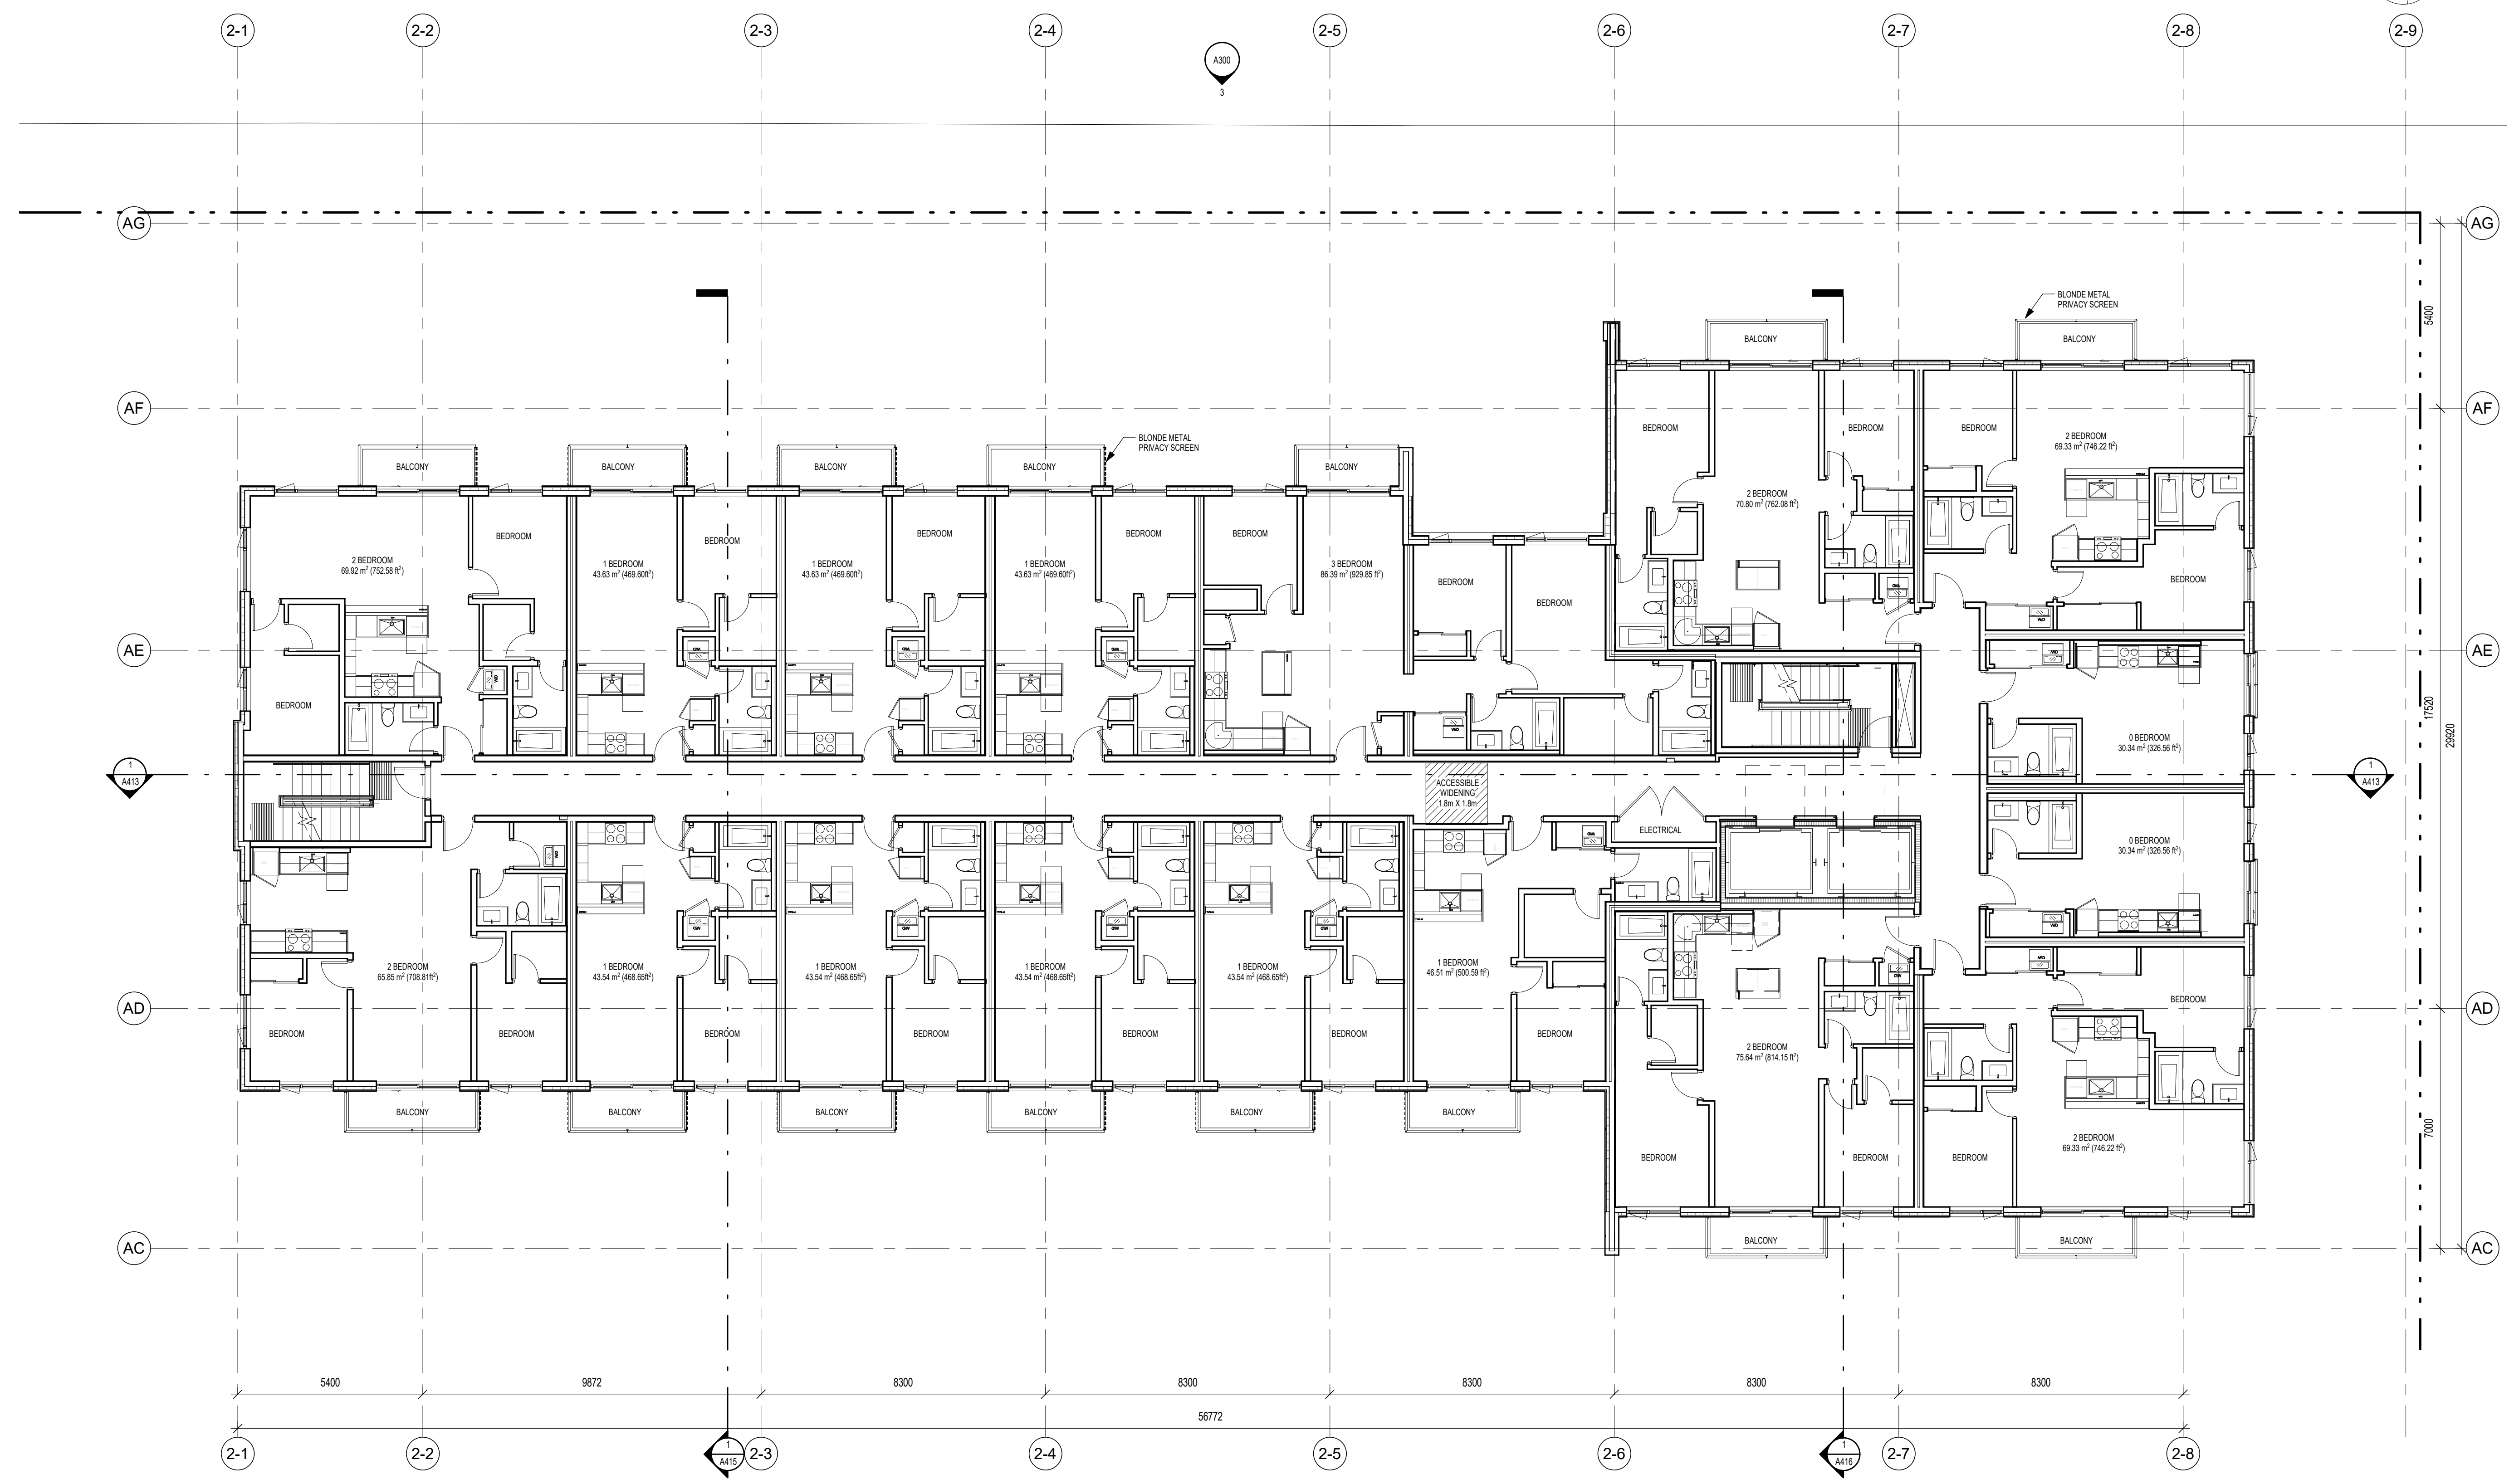 2-1
2-2
2-3
2-4
2-5
2-6
2-7
2-8
2-9
A300
3
AG
AG
BLONDE METAL
PRIVACY SCREEN
5400
BALCONY
BALCONY
AF
AF
BEDROOM
BEDROOM
BEDROOM
2 BEDROOM
69.33 m² (746.22 ft²)
BLONDE METAL
PRIVACY SCREEN
BALCONY
BALCONY
BALCONY
BALCONY
BALCONY
2 BEDROOM
70.80 m² (762.08 ft²)
BEDROOM
BEDROOM
BEDROOM
BEDROOM
BEDROOM
2 BEDROOM
69.92 m² (752.58 ft²)
1 BEDROOM
43.63 m² (469.60ft²)
1 BEDROOM
43.63 m² (469.60ft²)
1 BEDROOM
43.63 m² (469.60ft²)
3 BEDROOM
86.39 m² (929.85 ft²)
BEDROOM
BEDROOM
BEDROOM
AE
AE
BEDROOM
17520
29920
0 BEDROOM
30.34 m² (326.56 ft²)
1
A413
ACCESSIBLE
WIDENING
1.8m X 1.8m
1
A413
ELECTRICAL
0 BEDROOM
30.34 m² (326.56 ft²)
2 BEDROOM
65.85 m² (708.81ft²)
1 BEDROOM
43.54 m² (468.65ft²)
1 BEDROOM
43.54 m² (468.65ft²)
1 BEDROOM
43.54 m² (468.65ft²)
1 BEDROOM
43.54 m² (468.65ft²)
1 BEDROOM
46.51 m² (500.59 ft²)
BEDROOM
AD
AD
BEDROOM
BEDROOM
BEDROOM
BEDROOM
BEDROOM
BEDROOM
BEDROOM
2 BEDROOM
75.64 m² (814.15 ft²)
BALCONY
BALCONY
BALCONY
BALCONY
BALCONY
BALCONY
7000
2 BEDROOM
69.33 m² (746.22 ft²)
BEDROOM
BEDROOM
BEDROOM
BALCONY
BALCONY
AC
AC
5400
9872
8300
8300
8300
8300
8300
56772
2-1
2-2
1
A415
2-3
2-4
2-5
2-6
1
A416
2-7
2-8